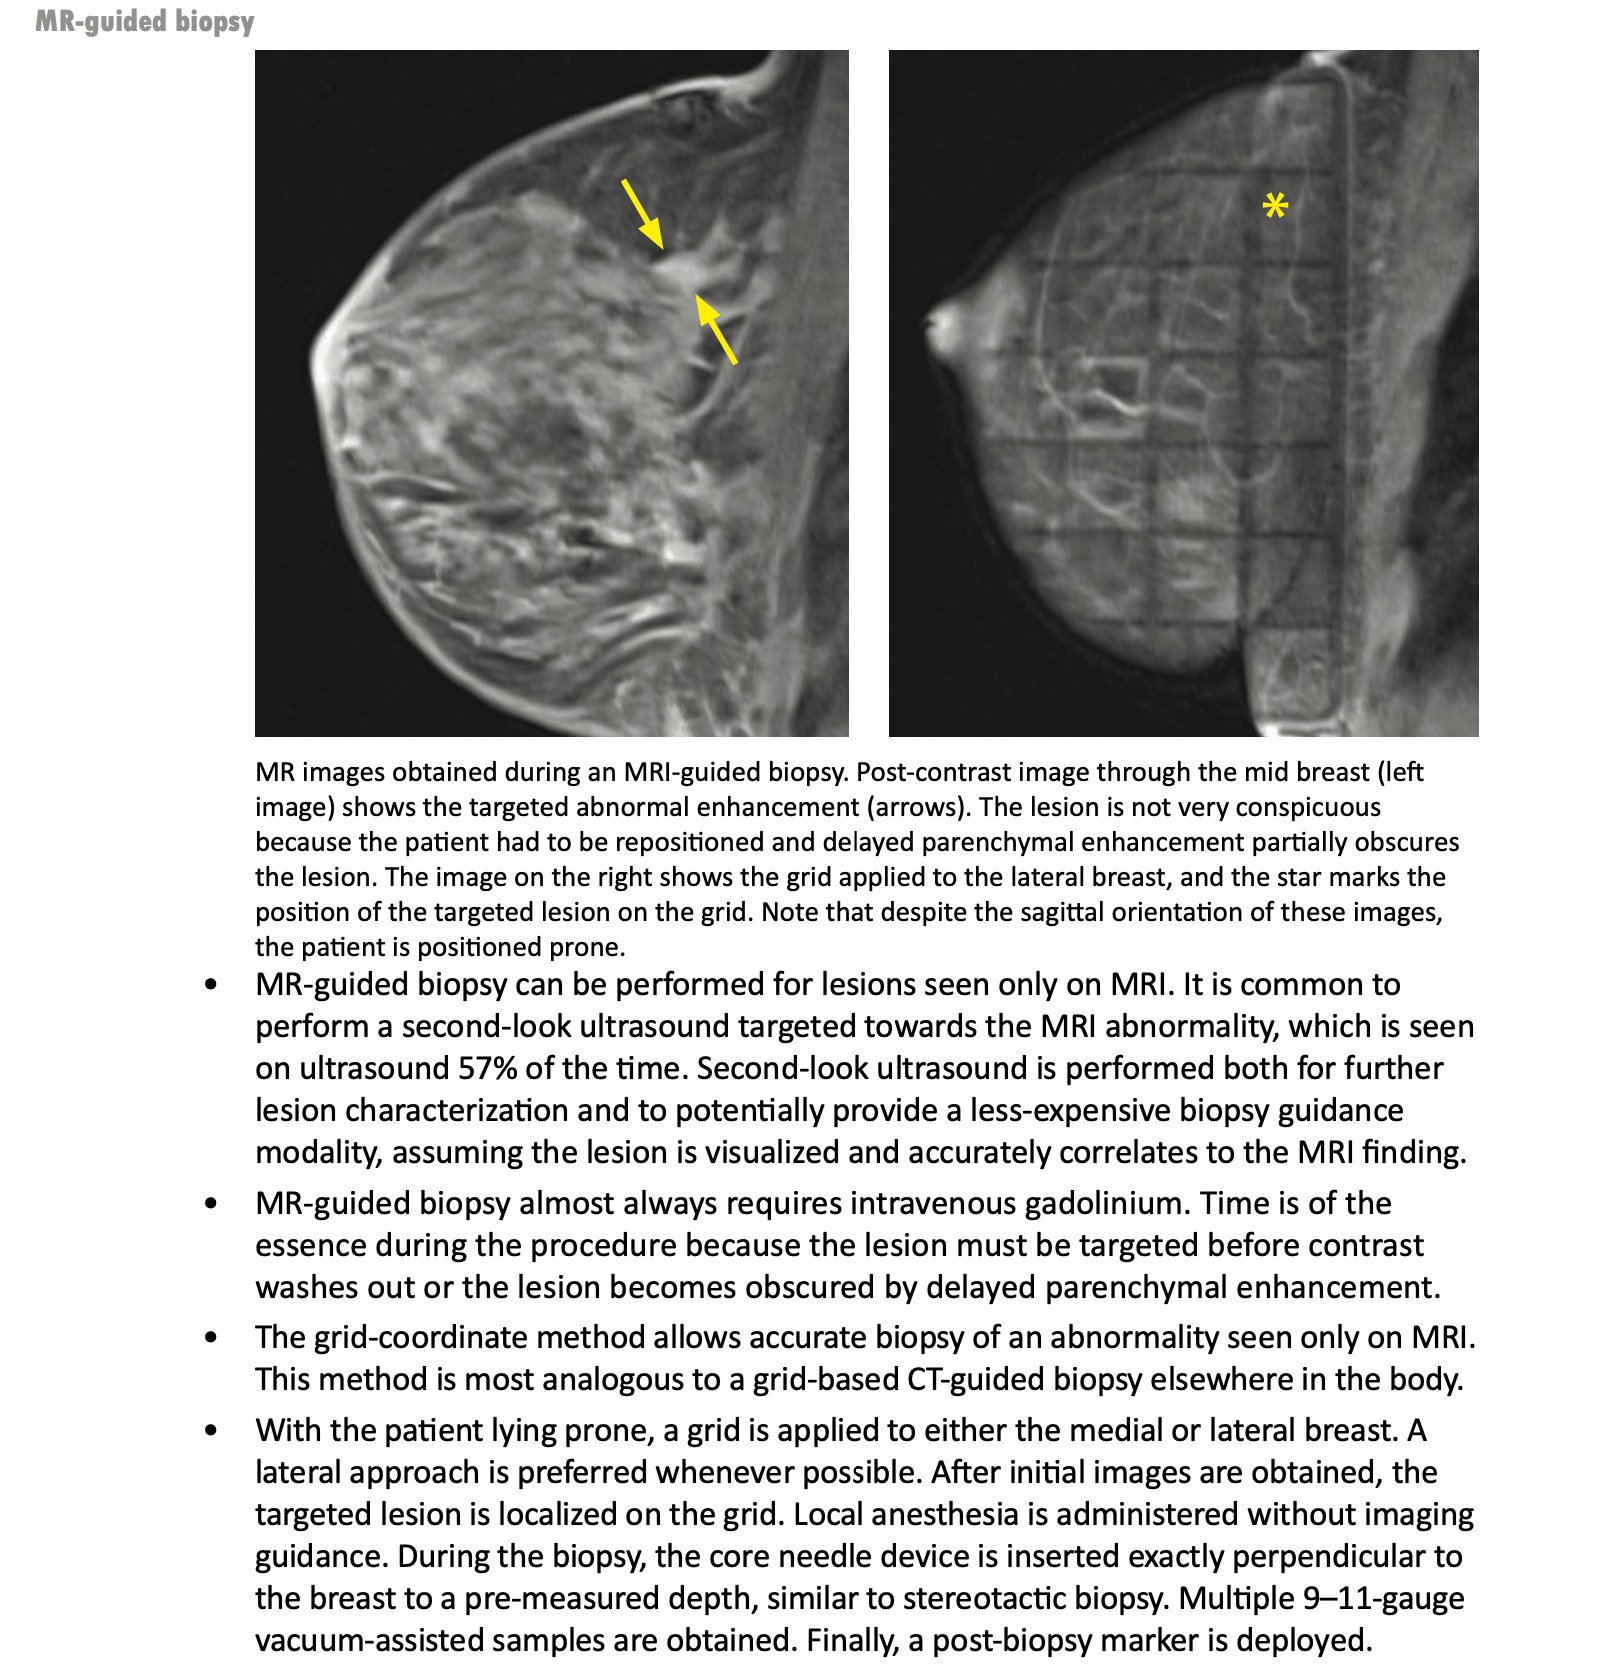 MR-guided biopsy
*
MR images obtained during an MRI-guided biopsy. Post-contrast image through the mid breast (left
image) shows the targeted abnormal enhancement (arrows). The lesion is not very conspicuous
because the patient had to be repositioned and delayed parenchymal enhancement partially obscures
the lesion. The image on the right shows the grid applied to the lateral breast, and the star marks the
position of the targeted lesion on the grid. Note that despite the sagittal orientation of these images,
the patient is positioned prone.
• MR-guided biopsy can be performed for lesions seen only on MRI. It is common to
perform a second-look ultrasound targeted towards the MRI abnormality, which is seen
on ultrasound 57% of the time. Second-look ultrasound is performed both for further
lesion characterization and to potentially provide a less-expensive biopsy guidance
modality, assuming the lesion is visualized and accurately correlates to the MRI finding.
• MR-guided biopsy almost always requires intravenous gadolinium. Time is of the
essence during the procedure because the lesion must be targeted before contrast
washes out or the lesion becomes obscured by delayed parenchymal enhancement.
• The grid-coordinate method allows accurate biopsy of an abnormality seen only on MRI.
This method is most analogous to a grid-based CT-guided biopsy elsewhere in the body.
• With the patient lying prone, a grid is applied to either the medial or lateral breast. A
lateral approach is preferred whenever possible. After initial images are obtained, the
targeted lesion is localized on the grid. Local anesthesia is administered without imaging
guidance. During the biopsy, the core needle device is inserted exactly perpendicular to
the breast to a pre-measured depth, similar to stereotactic biopsy. Multiple 9–11-gauge
vacuum-assisted samples are obtained. Finally, a post-biopsy marker is deployed.